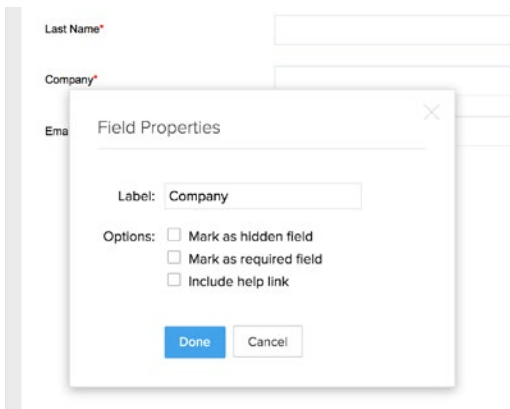 Last Name*
Company*
Ema
Field Properties
Label: Company
Options: Mark as hidden field
Mark as required field
Include help link
Done Cancel